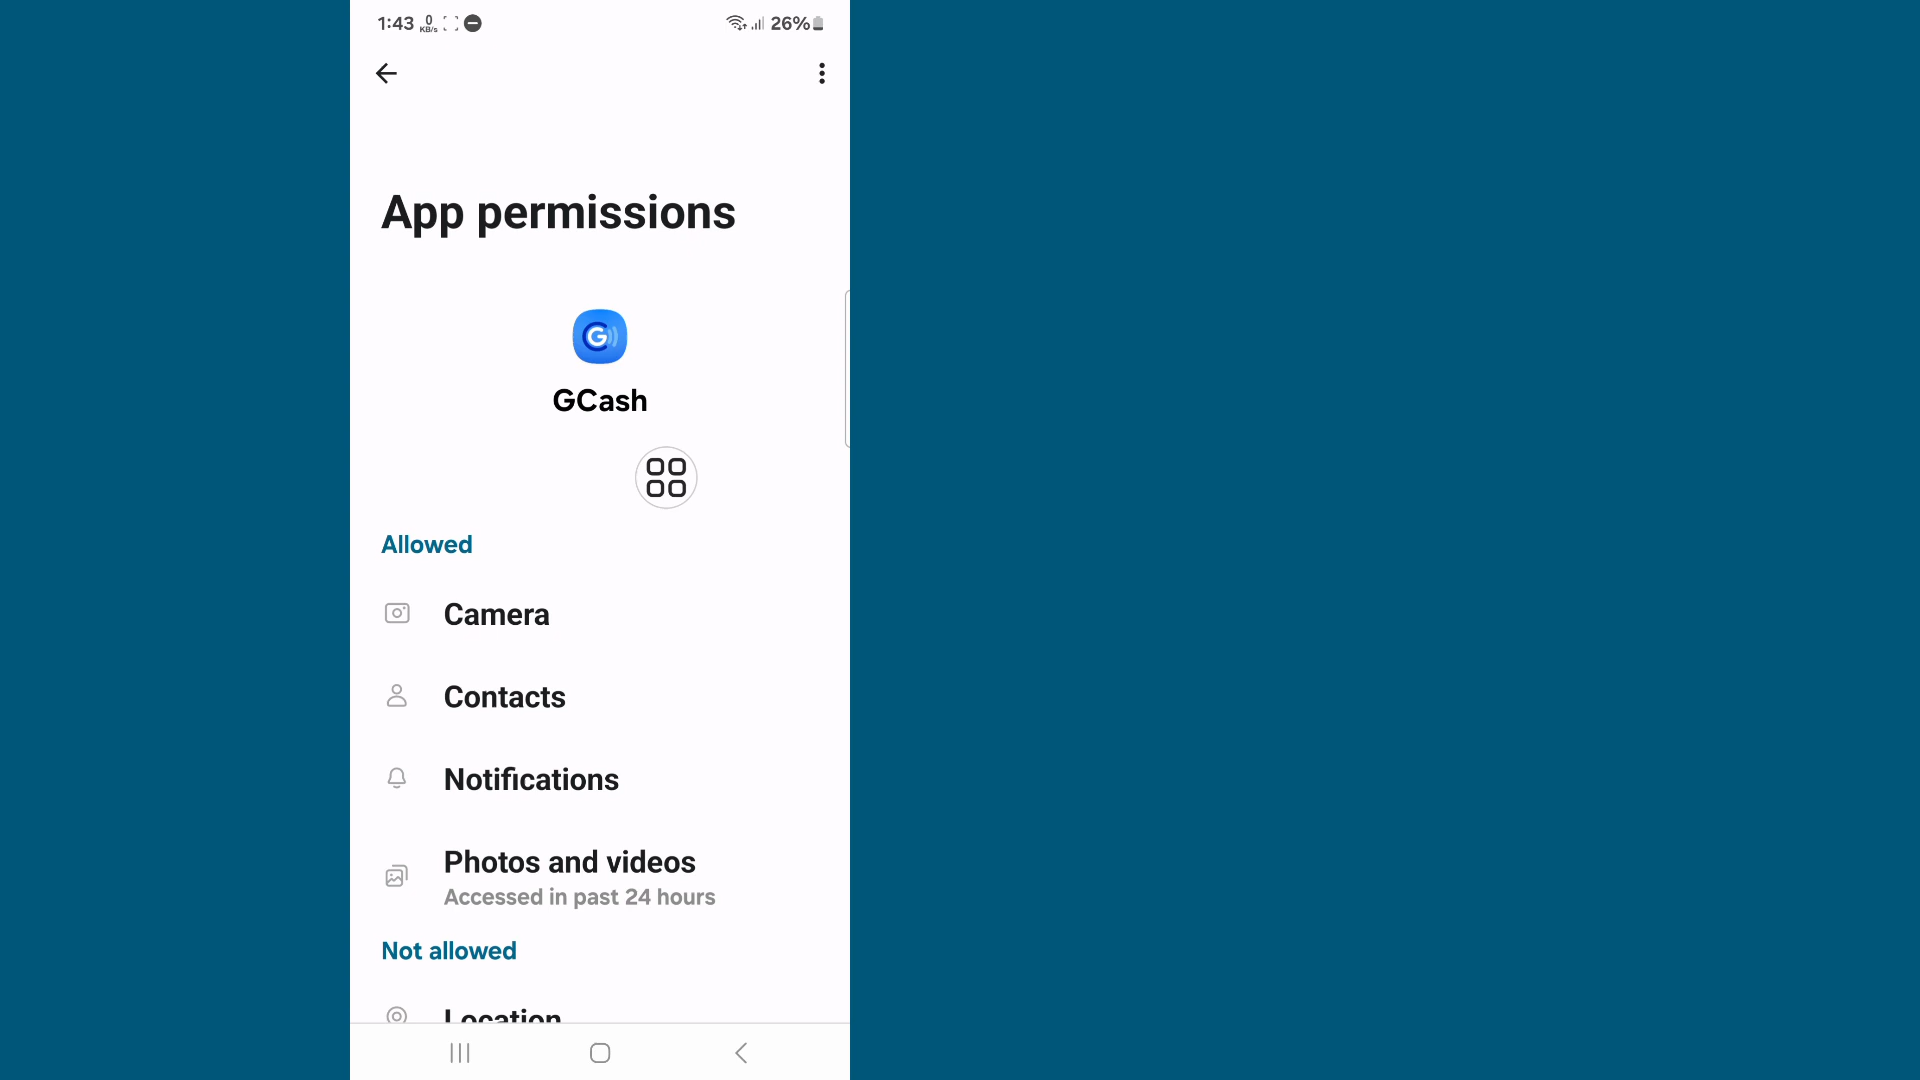 1:43 0 KB/s 26%
App permissions
GCash
Allowed
Camera
Contacts
Notifications
Photos and videos
Accessed in past 24 hours
Not allowed
Location